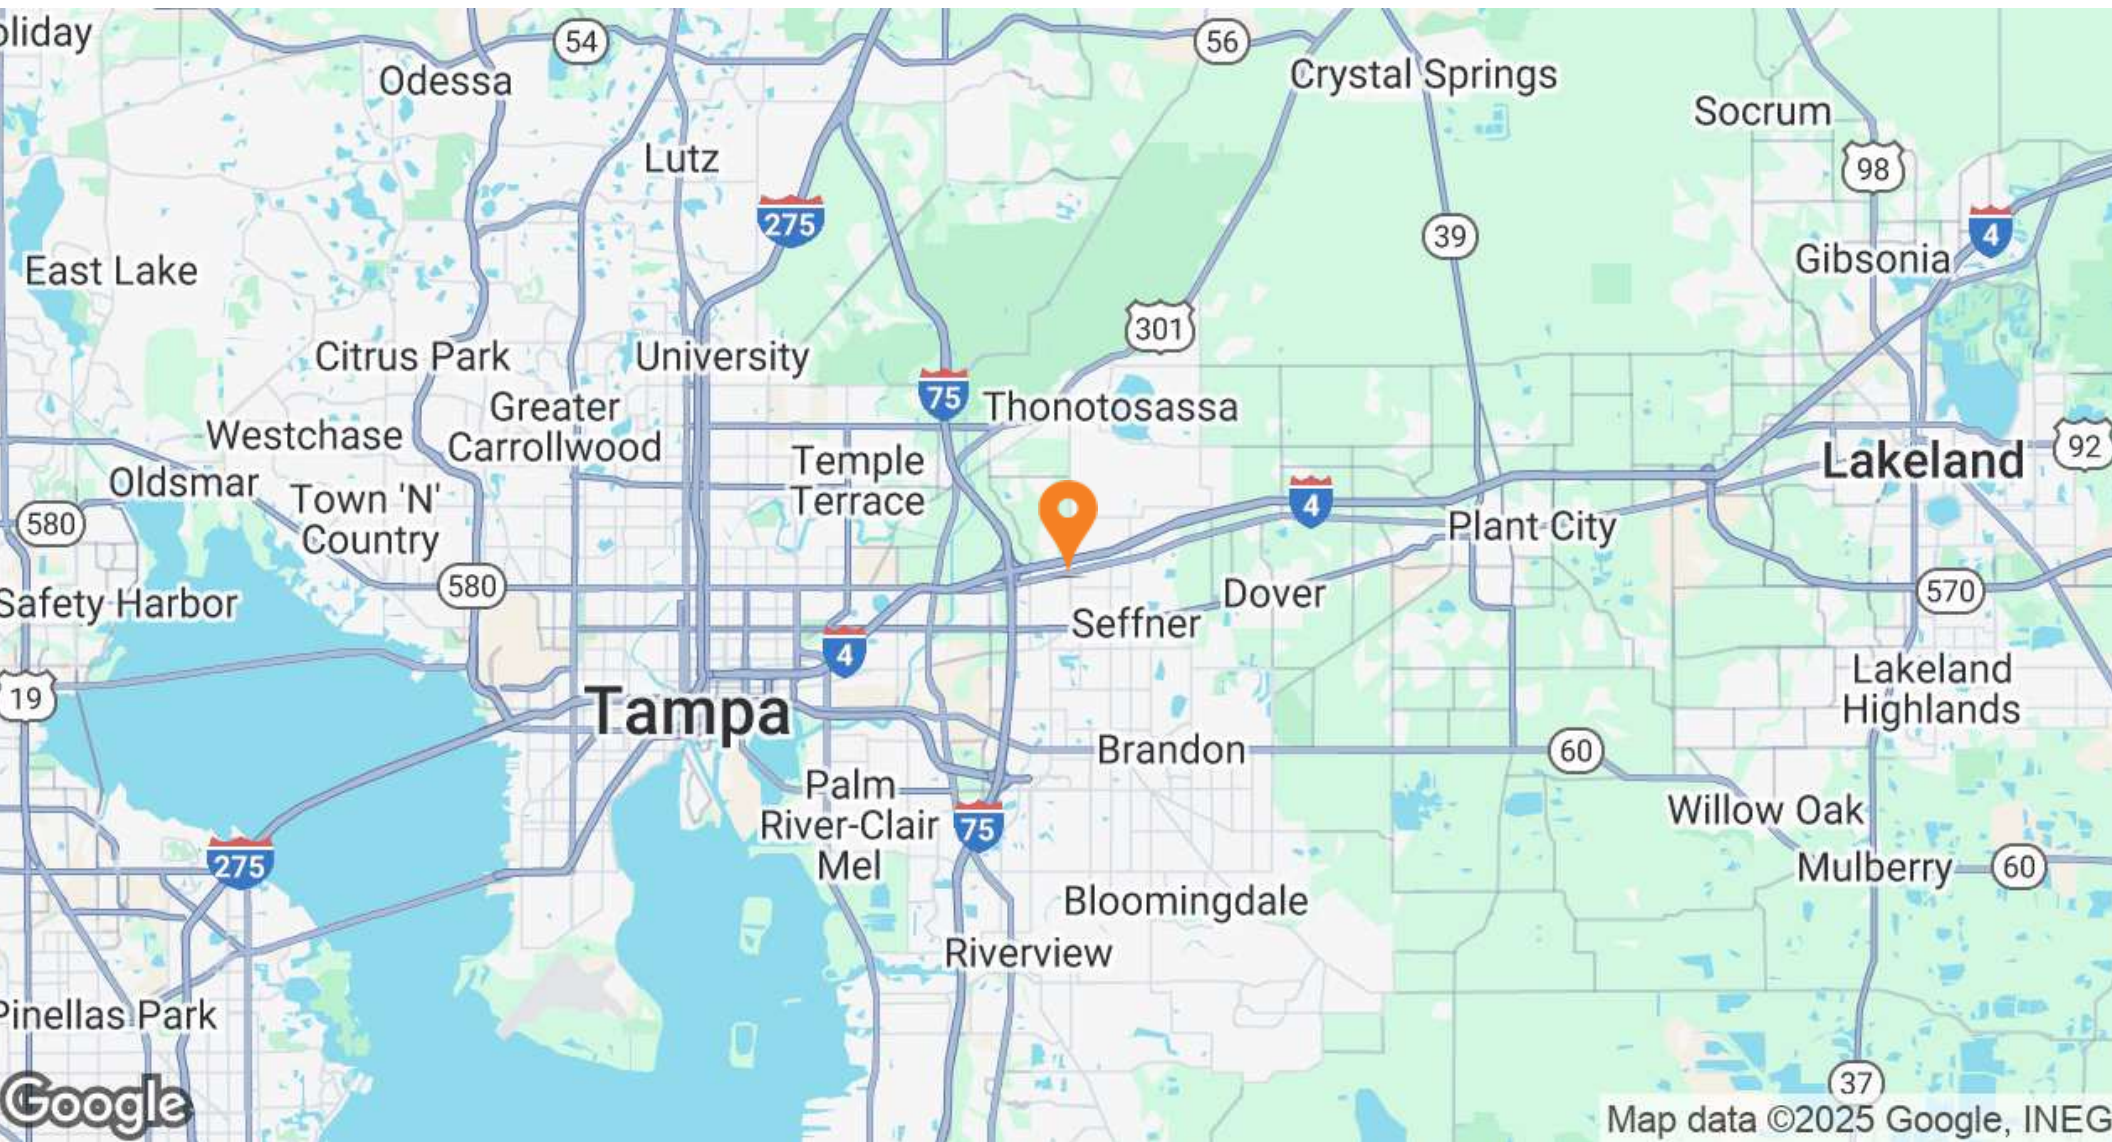 oliday
54
56
Odessa
Crystal Springs
Socrum
Lutz
98
275
39
4
East Lake
Gibsonia
301
Citrus Park
University
75
Thonotosassa
Greater
Carrollwood
Westchase
92
Temple
Terrace
Lakeland
Oldsmar
Town 'N'
Country
4
580
Plant City
580
Dover
570
Safety Harbor
Seffner
4
19
Lakeland
Highlands
Tampa
Brandon
60
Palm
River-Clair
Mel
75
Willow Oak
275
Mulberry
60
Bloomingdale
Riverview
Pinellas Park
37
Google
Map data ©2025 Google, INEG